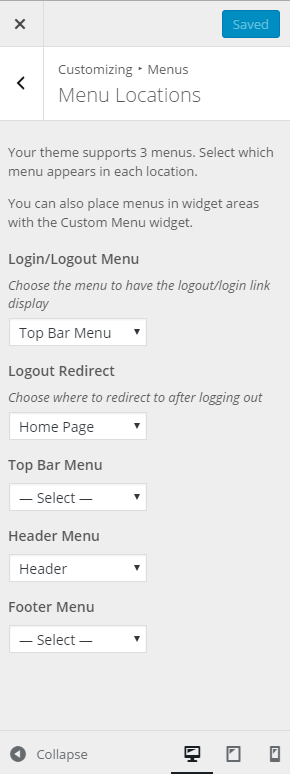 Saved
Customizing ‣ Menus
Menu Locations
Your theme supports 3 menus. Select which
menu appears in each location.
You can also place menus in widget areas
with the Custom Menu widget.
Login/Logout Menu
Choose the menu to have the logout/login link
display
Top Bar Menu
Logout Redirect
Choose where to redirect to after logging out
Home Page
Top Bar Menu
— Select —
Header Menu
Header
Footer Menu
— Select —
Collapse